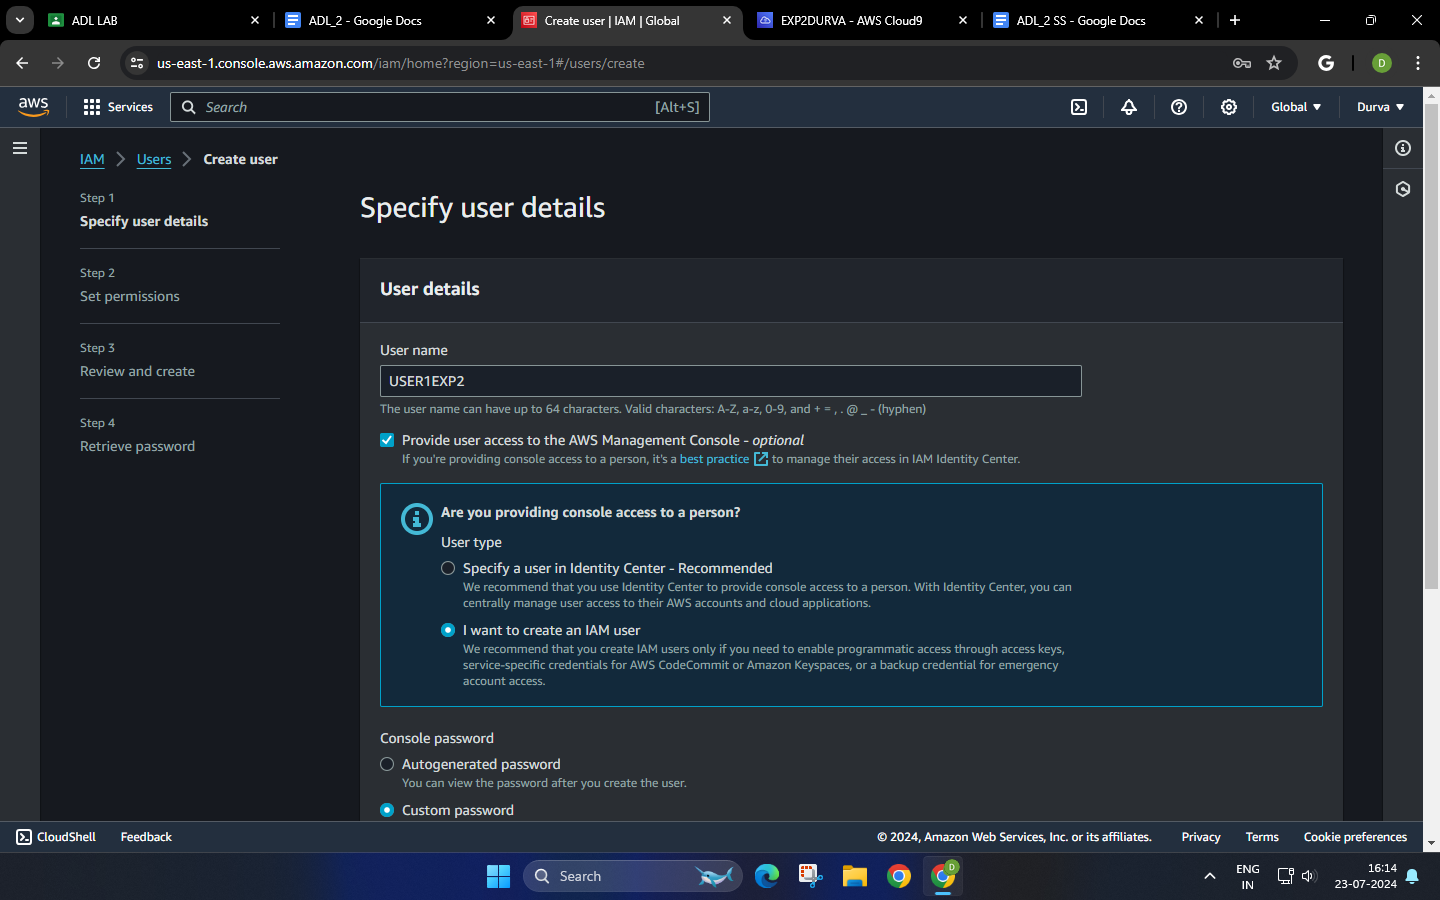 ADL LAB
ADL_2 - Google Docs
Create user | IAM | Global
EXP2DURVA - AWS Cloud9
ADL_2 SS - Google Docs
us-east-1.console.aws.amazon.com/iam/home?region=us-east-1#/users/create
G
D
aws
Services
Search
[Alt+S]
Global
Durva
IAM
Users
Create user
Step 1
Specify user details
Step 2
Set permissions
Step 3
Review and create
Step 4
Retrieve password
Specify user details
User details
User name
USER1EXP2
The user name can have up to 64 characters. Valid characters: A-Z, a-z, 0-9, and + = , . @ _ - (hyphen)
Provide user access to the AWS Management Console - optional
If you're providing console access to a person, it's a best practice to manage their access in IAM Identity Center.
Are you providing console access to a person?
User type
Specify a user in Identity Center - Recommended
We recommend that you use Identity Center to provide console access to a person. With Identity Center, you can
centrally manage user access to their AWS accounts and cloud applications.
I want to create an IAM user
We recommend that you create IAM users only if you need to enable programmatic access through access keys,
service-specific credentials for AWS CodeCommit or Amazon Keyspaces, or a backup credential for emergency
account access.
Console password
Autogenerated password
You can view the password after you create the user.
Custom password
CloudShell
Feedback
© 2024, Amazon Web Services, Inc. or its affiliates.
Privacy
Terms
Cookie preferences
Search
D
ENG
IN
16:14
23-07-2024